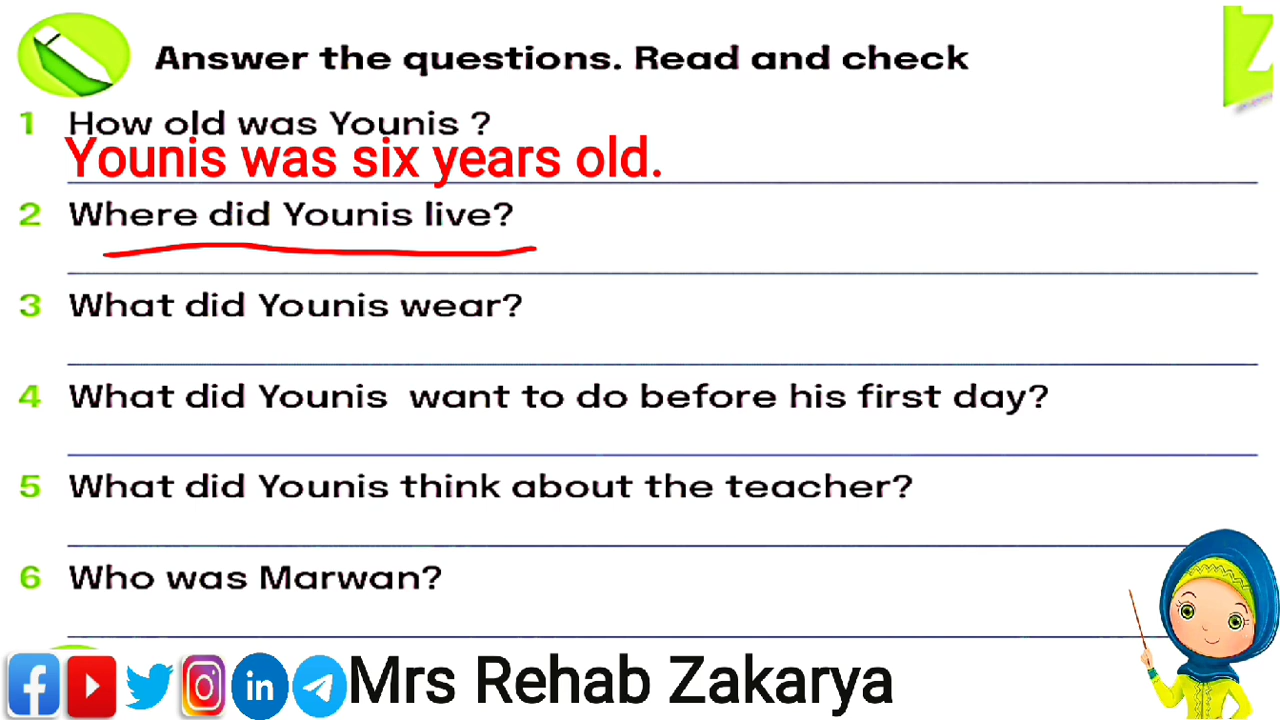 Answer the questions. Read and check
1 How old was Younis ?
Younis was six years old.
2 Where did Younis live?
3 What did Younis wear?
4 What did Younis want to do before his first day?
5 What did Younis think about the teacher?
6 Who was Marwan?
Mrs Rehab Zakarya